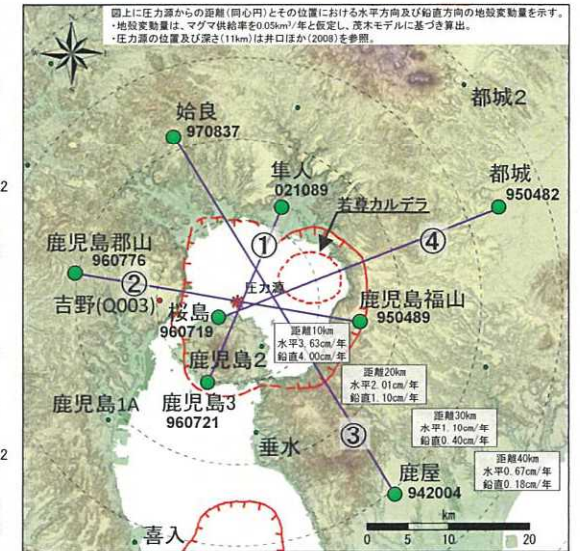 図上に圧力源からの距離(同心円)とその位置における水平方向及び鉛直方向の地殻変動量を示す。
・地殻変動量は、マグマ供給率を0.05km³/年と仮定し、茂木モデルに基づき算出。
・圧力源の位置及び深さ(11km)は井口ほか(2008)を参照。
都城2
姶良
970837
隼人
021089
若尊カルデラ
都城
950482
2
①
④
鹿児島郡山
960776
②
圧力源
吉野(Q003)
桜島
960719
鹿児島福山
950489
距離10km
水平3.63cm/年
鉛直4.00cm/年
鹿児島2
距離20km
水平2.01cm/年
鉛直1.10cm/年
鹿児島1A
鹿児島3
960721
距離30km
水平1.10cm/年
鉛直0.40cm/年
垂水
③
2
距離40km
水平0.67cm/年
鉛直0.18cm/年
鹿屋
942004
km
0 5 10 20
喜入